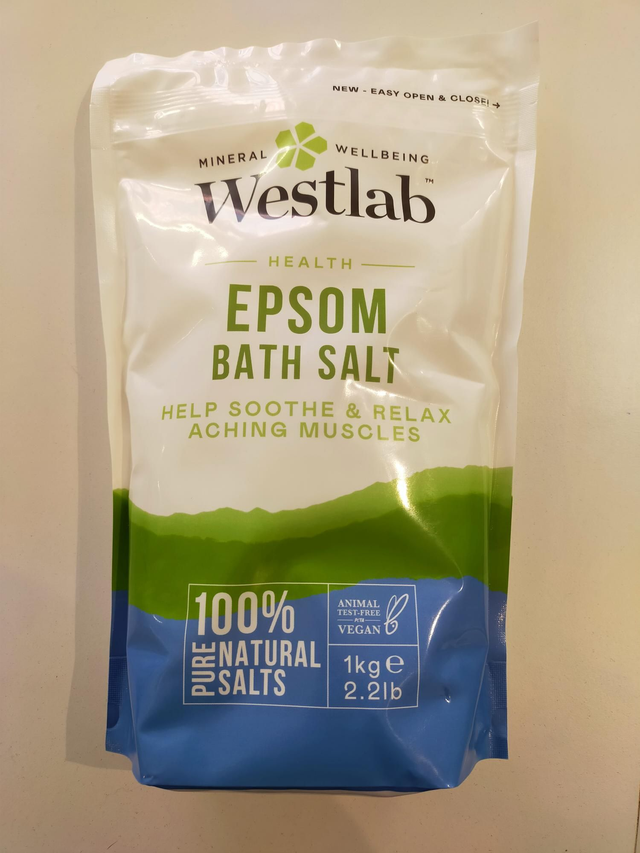 NEW - EASY OPEN & CLOSE! →
MINERAL WELLBEING
Westlab™
HEALTH
EPSOM
BATH SALT
HELP SOOTHE & RELAX
ACHING MUSCLES
100%
PURE
NATURAL
SALTS
ANIMAL
TEST-FREE
PETA
VEGAN
1kg ℮
2.2lb